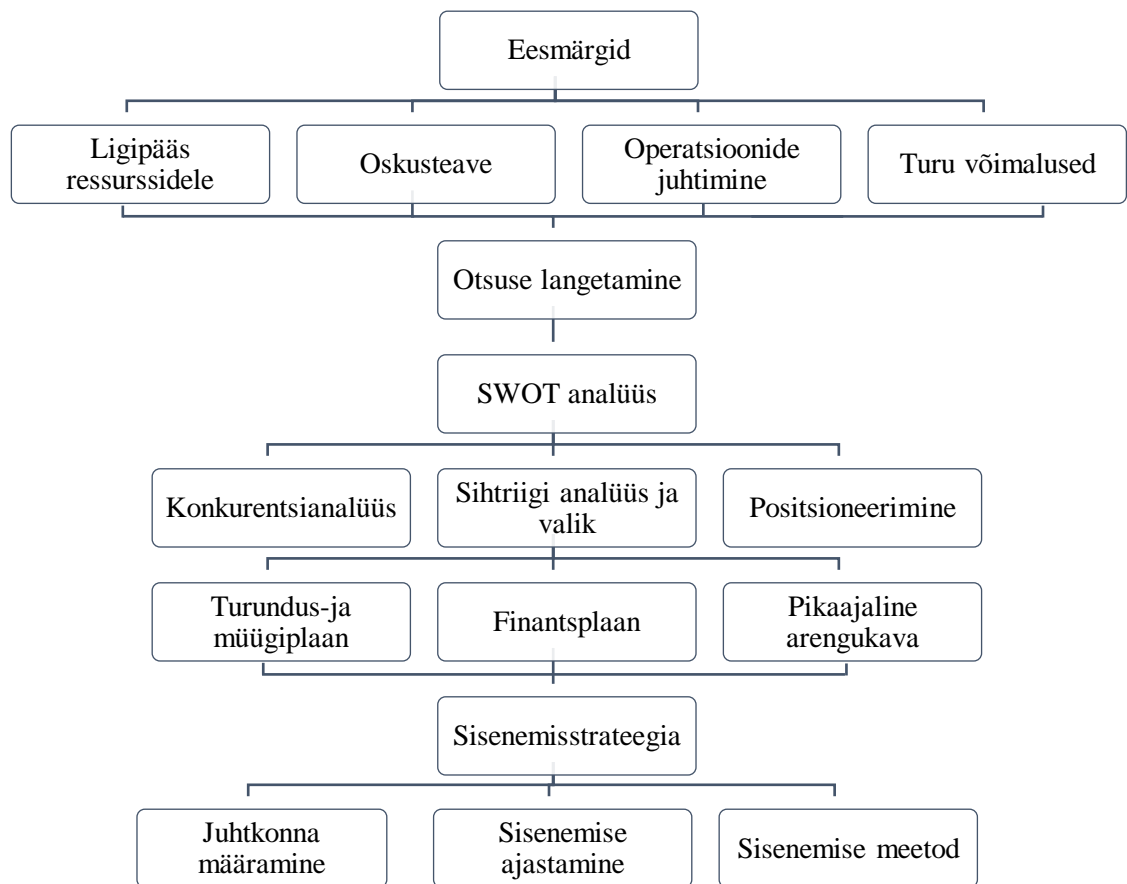 Eesmärgid
Ligipääs
ressurssidele
Oskusteave
Operatsioonide
juhtimine
Turu võimalused
Otsuse langetamine
SWOT analüüs
Konkurentsianalüüs
Sihtriigi analüüs ja
valik
Positsioneerimine
Turundus-ja
müügiplaan
Finantsplaan
Pikaajaline
arengukava
Sisenemisstrateegia
Juhtkonna
määramine
Sisenemise
ajastamine
Sisenemise meetod